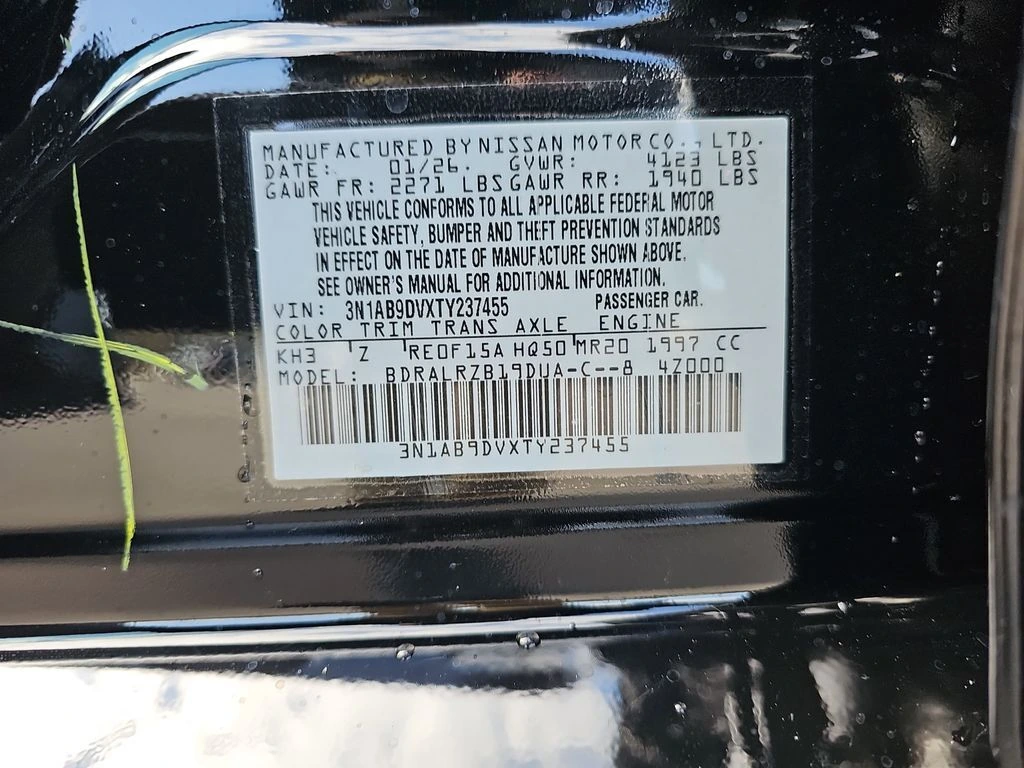 MANUFACTURED BY NISSAN MOTOR CO., LTD.
DATE: 01/26. GVWR: 4123 LBS
GAWR FR: 2271 LBS GAWR RR: 1940 LBS
THIS VEHICLE CONFORMS TO ALL APPLICABLE FEDERAL MOTOR
VEHICLE SAFETY, BUMPER AND THEFT PREVENTION STANDARDS
IN EFFECT ON THE DATE OF MANUFACTURE SHOWN ABOVE.
SEE OWNER'S MANUAL FOR ADDITIONAL INFORMATION.
VIN: 3N1AB9DVXTY237455 PASSENGER CAR.
COLOR TRIM TRANS AXLE ENGINE
KH3 Z RE0F15A HQ50 MR20 1997 CC
MODEL: BDRALRZB19DUA-C--8 4Z000
3N1AB9DVXTY237455